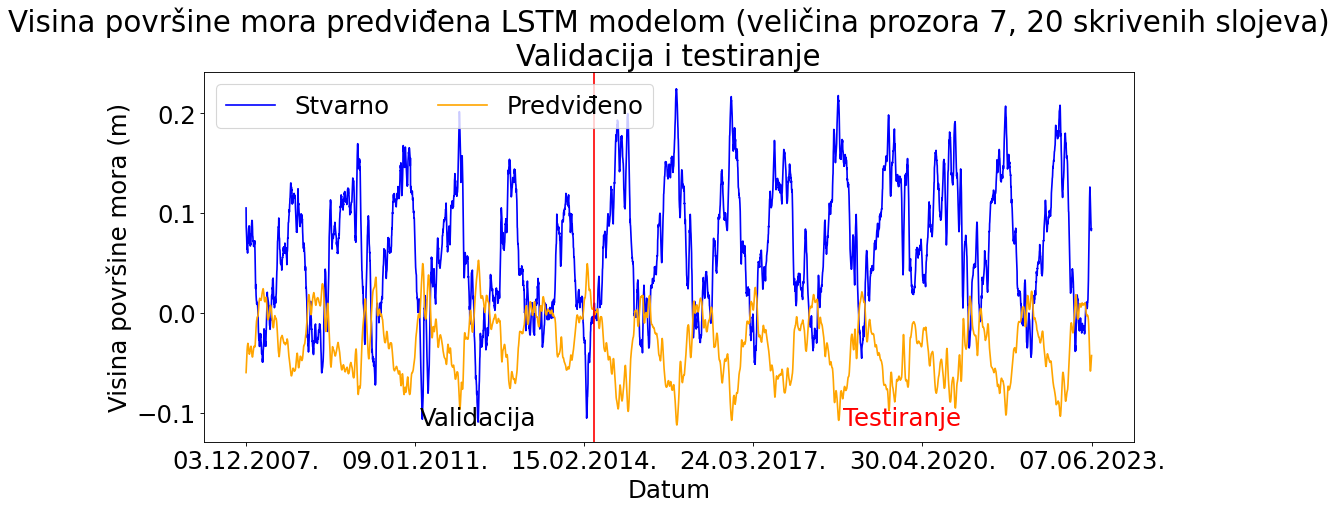 Visina površine mora predviđena LSTM modelom (veličina prozora 7, 20 skrivenih slojeva)
Validacija i testiranje
Stvarno
Predviđeno
Visina površine mora (m)
0.2
0.1
0.0
−0.1
Validacija
Testiranje
03.12.2007.
09.01.2011.
15.02.2014.
24.03.2017.
30.04.2020.
07.06.2023.
Datum